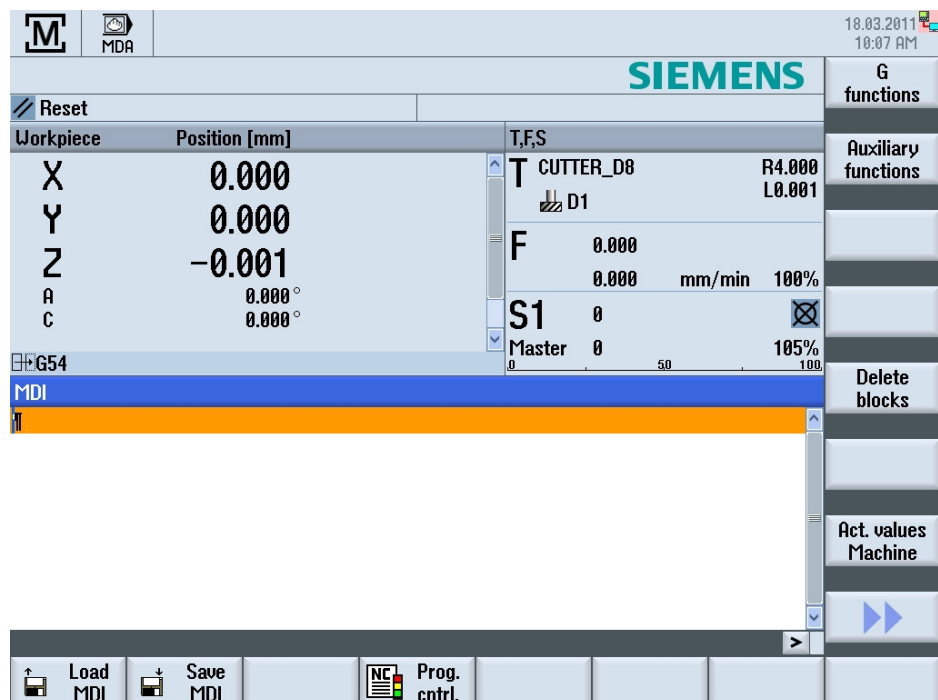 M
MDA
18.03.2011
10:07 AM
SIEMENS
G
functions
Reset
Workpiece Position [mm]
T,F,S
Auxiliary
functions
X 0.000
Y 0.000
Z -0.001
A 0.000°
C 0.000°
G54
T CUTTER_D8 R4.000
L0.001
D1
F 0.000
0.000 mm/min 100%
S1 0
Master 0 105%
0 50 100
Delete
blocks
MDI
¶
Act. values
Machine
>
Load
MDI
Save
MDI
NC
Prog.
cntrl.